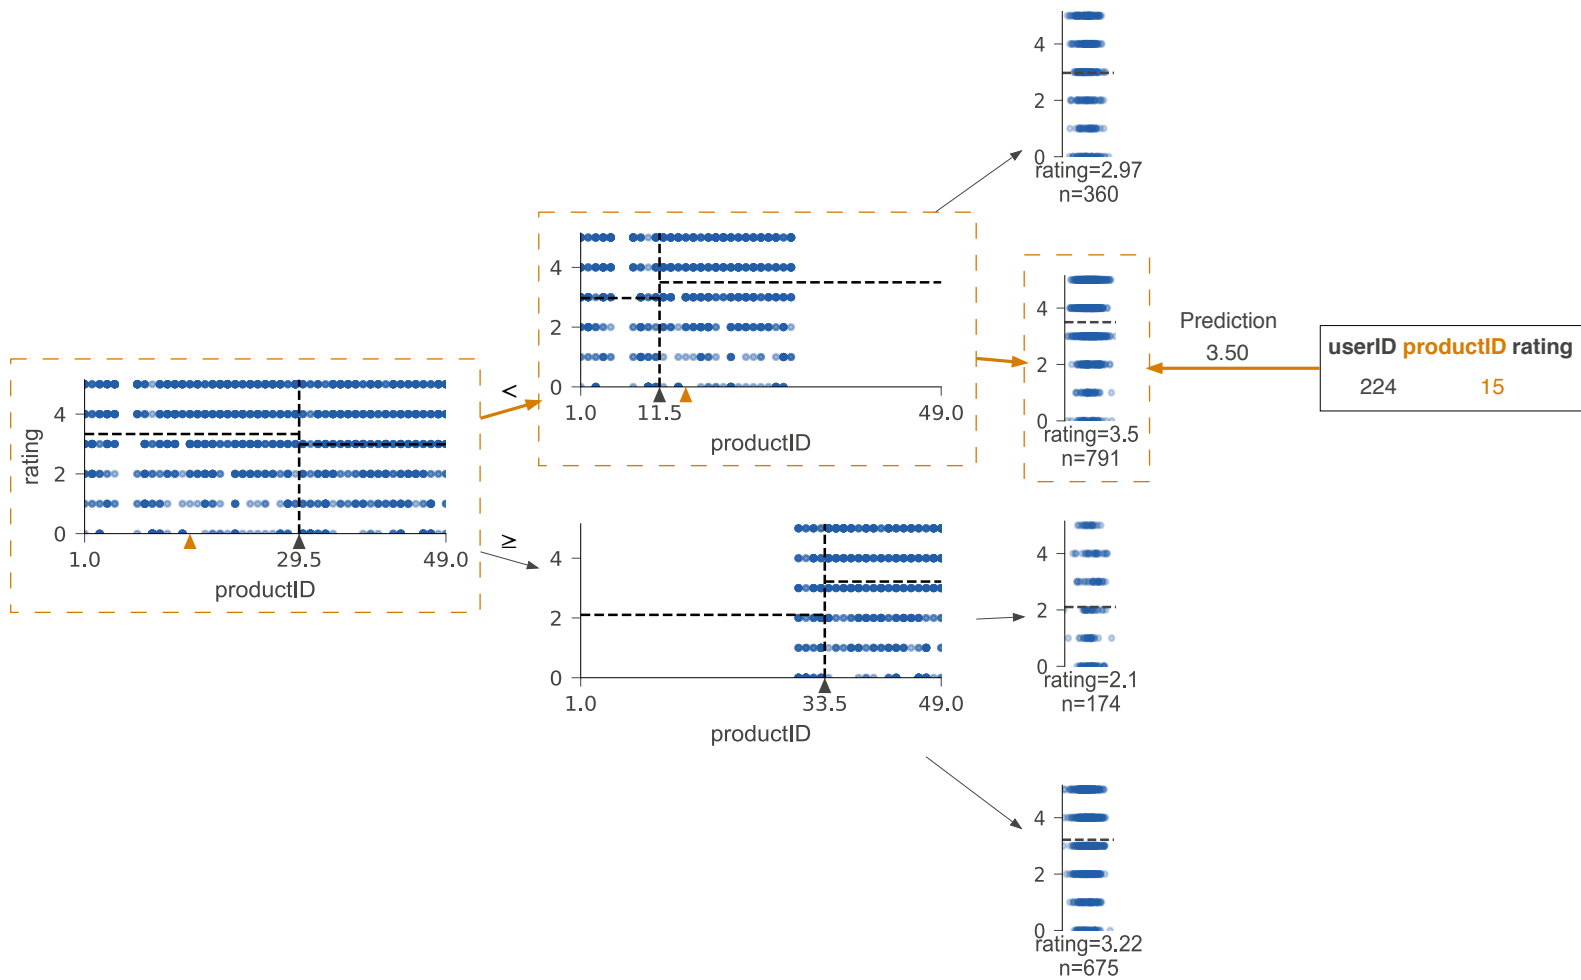 4
2
0
rating=2.97
n=360
4
2
0
1.0
11.5
49.0
productID
<
4
2
0
rating=3.5
n=791
Prediction
3.50
userID productID rating
224 15
rating
4
2
0
1.0
29.5
49.0
productID
≥
4
2
0
1.0
33.5
49.0
productID
4
2
0
rating=2.1
n=174
4
2
0
rating=3.22
n=675